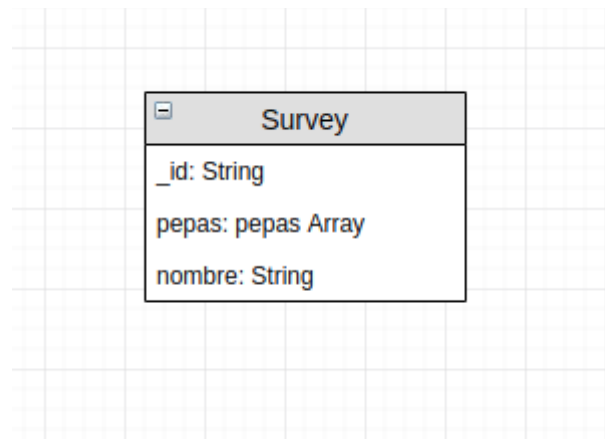 Survey
_id: String
pepas: pepas Array
nombre: String